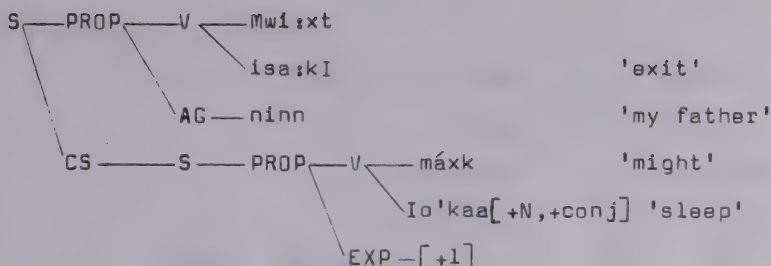 S PROP V Mwi:xt
isa:kI 'exit'
AG ninn 'my father'
CS S PROP V máxk 'might'
Io'kaa[+N,+conj] 'sleep'
EXP [+1]